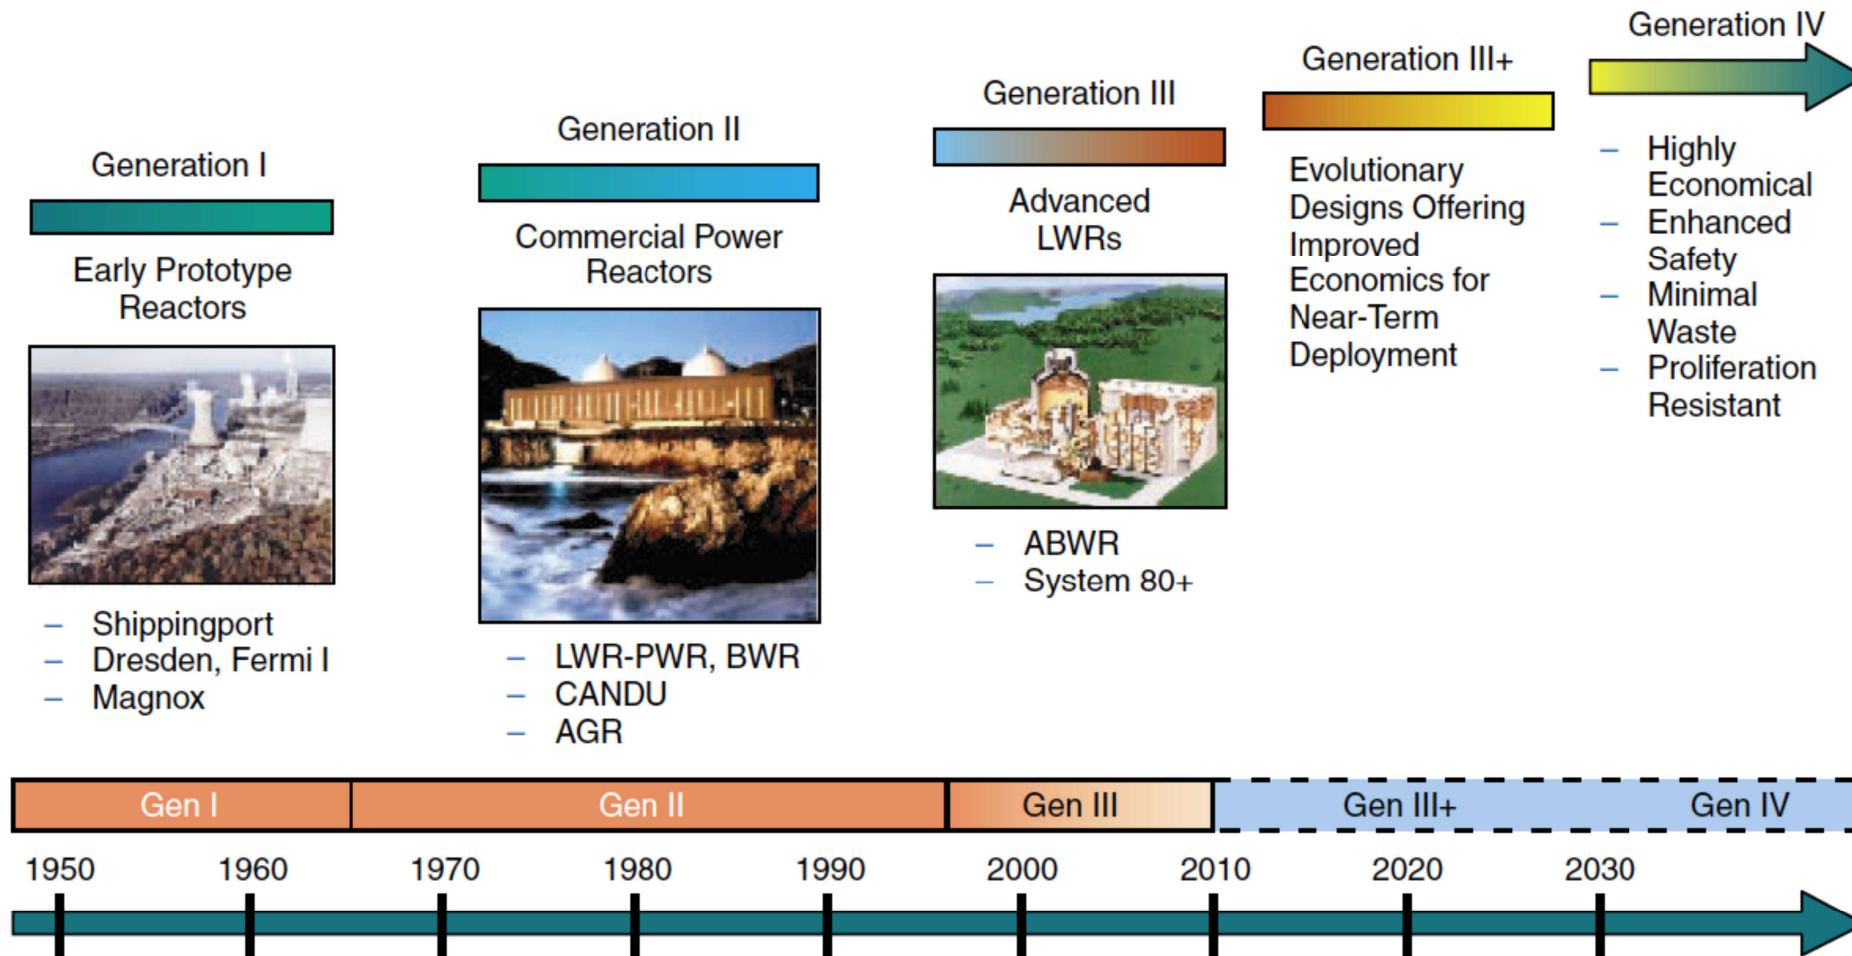 Generation I
Early Prototype
Reactors
– Shippingport
– Dresden, Fermi I
– Magnox
Generation II
Commercial Power
Reactors
– LWR-PWR, BWR
– CANDU
– AGR
Generation III
Advanced
LWRs
– ABWR
– System 80+
Generation III+
Evolutionary
Designs Offering
Improved
Economics for
Near-Term
Deployment
Generation IV
– Highly
Economical
– Enhanced
Safety
– Minimal
Waste
– Proliferation
Resistant
Gen I Gen II Gen III Gen III+ Gen IV
1950 1960 1970 1980 1990 2000 2010 2020 2030